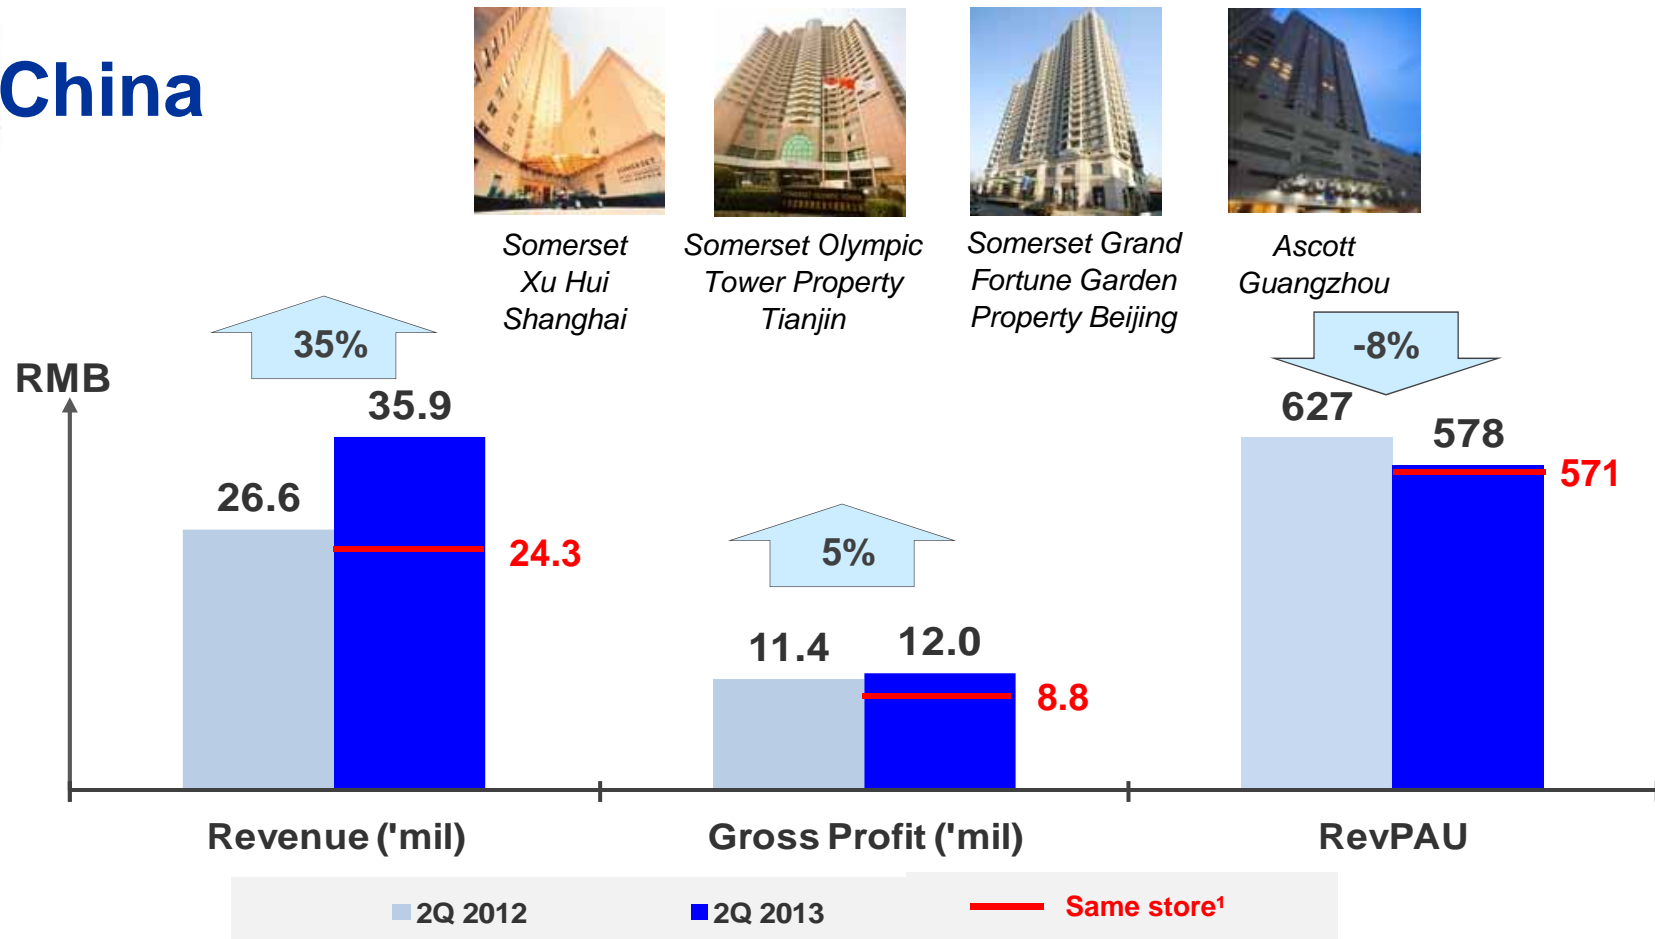 China
Somerset
Xu Hui
Shanghai
Somerset Olympic
Tower Property
Tianjin
Somerset Grand
Fortune Garden
Property Beijing
Ascott
Guangzhou
35%
-8%
RMB
35.9
26.6
24.3
5%
11.4
12.0
8.8
627
578
571
Revenue ('mil)
Gross Profit ('mil)
RevPAU
2Q 2012
2Q 2013
Same store¹